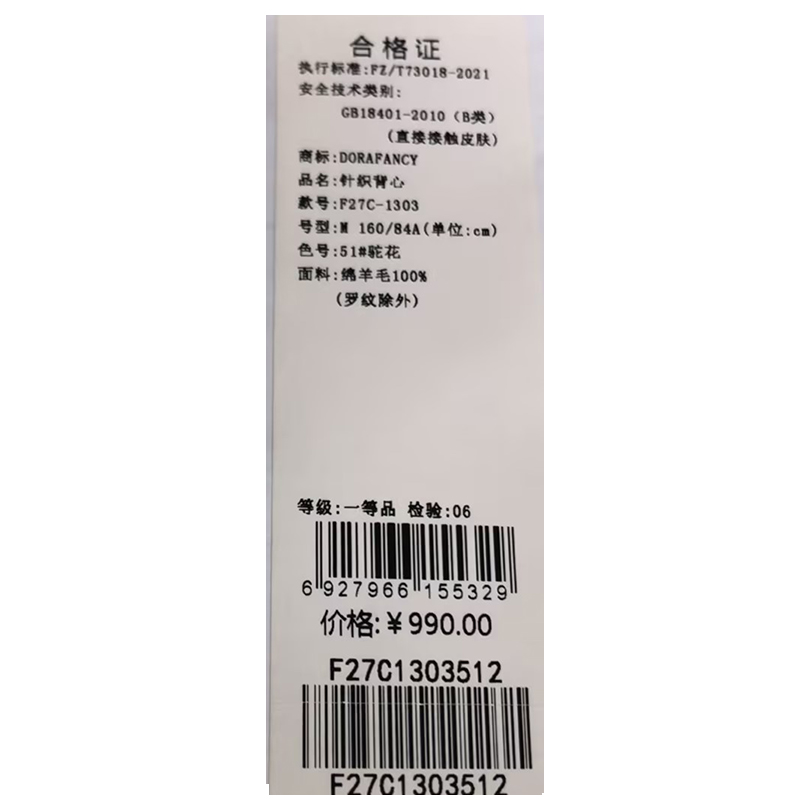 合格证
执行标准:FZ/T73018-2021
安全技术类别:
GB18401-2010（B类）
(直接接触皮肤)
商标:DORAFANCY
品名:针织背心
款号:F27C-1303
号型:M 160/84A(单位:cm)
色号:51#驼花
面料:绵羊毛100%
(罗纹除外)
等级:一等品 检验:06
6 927966 155329
价格:￥990.00
F27C1303512
F27C1303512